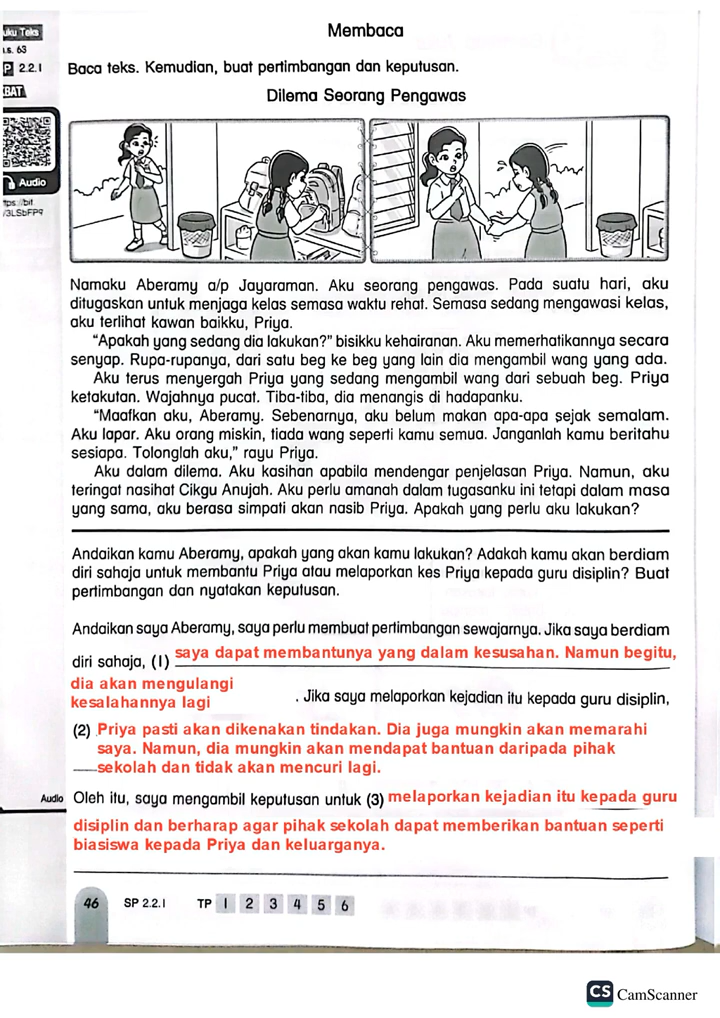 Membaca
uku Teks
.s. 63
P 2.2.1
BAT
Audio
tps://bit
/3LSbFP9
Baca teks. Kemudian, buat pertimbangan dan keputusan.
Dilema Seorang Pengawas
Namaku Aberamy a/p Jayaraman. Aku seorang pengawas. Pada suatu hari, aku
ditugaskan untuk menjaga kelas semasa waktu rehat. Semasa sedang mengawasi kelas,
aku terlihat kawan baikku, Priya.
"Apakah yang sedang dia lakukan?" bisikku kehairanan. Aku memerhatikannya secara
senyap. Rupa-rupanya, dari satu beg ke beg yang lain dia mengambil wang yang ada.
Aku terus menyergah Priya yang sedang mengambil wang dari sebuah beg. Priya
ketakutan. Wajahnya pucat. Tiba-tiba, dia menangis di hadapanku.
"Maafkan aku, Aberamy. Sebenarnya, aku belum makan apa-apa sejak semalam.
Aku lapar. Aku orang miskin, tiada wang seperti kamu semua. Janganlah kamu beritahu
sesiapa. Tolonglah aku," rayu Priya.
Aku dalam dilema. Aku kasihan apabila mendengar penjelasan Priya. Namun, aku
teringat nasihat Cikgu Anujah. Aku perlu amanah dalam tugasanku ini tetapi dalam masa
yang sama, aku berasa simpati akan nasib Priya. Apakah yang perlu aku lakukan?
Andaikan kamu Aberamy, apakah yang akan kamu lakukan? Adakah kamu akan berdiam
diri sahaja untuk membantu Priya atau melaporkan kes Priya kepada guru disiplin? Buat
pertimbangan dan nyatakan keputusan.
Andaikan saya Aberamy, saya perlu membuat pertimbangan sewajarnya. Jika saya berdiam
diri sahaja, (1) saya dapat membantunya yang dalam kesusahan. Namun begitu,
dia akan mengulangi
kesalahannya lagi . Jika saya melaporkan kejadian itu kepada guru disiplin,
(2) Priya pasti akan dikenakan tindakan. Dia juga mungkin akan memarahi
saya. Namun, dia mungkin akan mendapat bantuan daripada pihak
sekolah dan tidak akan mencuri lagi.
Audio
Oleh itu, saya mengambil keputusan untuk (3) melaporkan kejadian itu kepada guru
disiplin dan berharap agar pihak sekolah dapat memberikan bantuan seperti
biasiswa kepada Priya dan keluarganya.
46 SP 2.2.1 TP 1 2 3 4 5 6
CS CamScanner